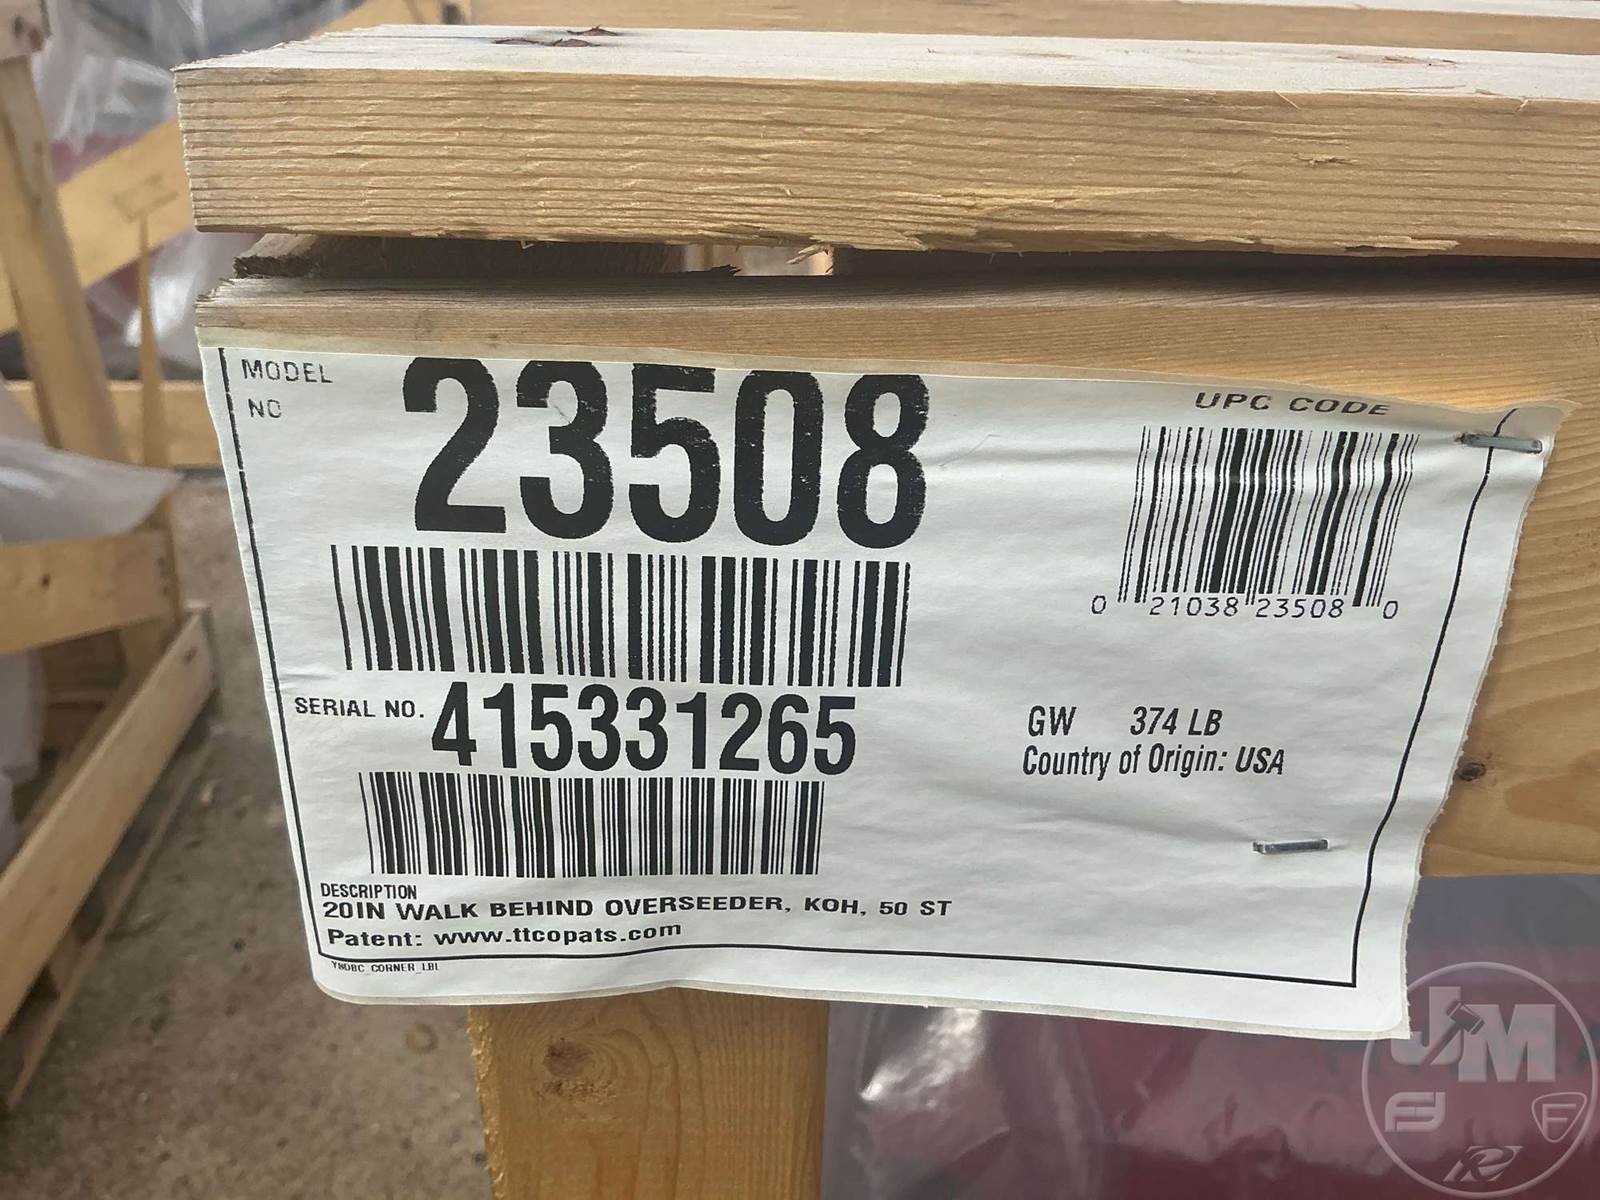 MODEL
NO
23508
UPC CODE
0 21038 23508 0
SERIAL NO. 415331265
GW 374 LB
Country of Origin: USA
DESCRIPTION
20IN WALK BEHIND OVERSEEDER, KOH, 50 ST
Patent: www.ttcopats.com
Y80BC_CORNER_LBL
JM